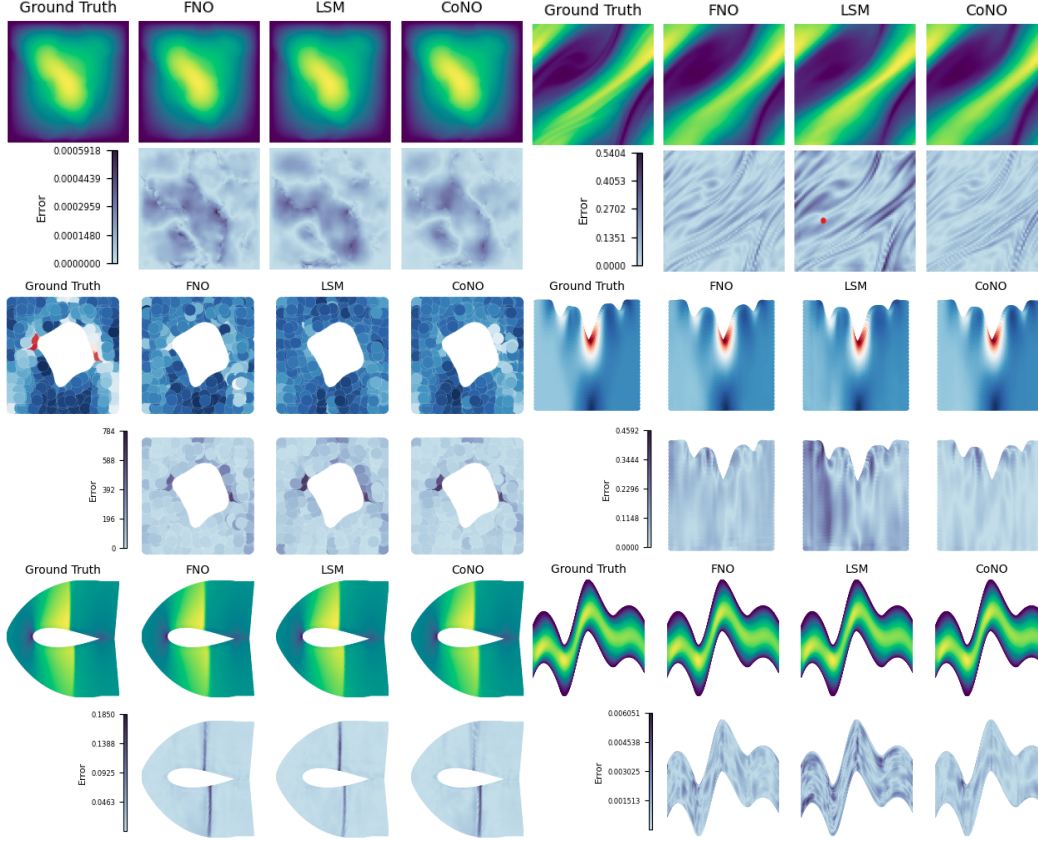 Ground Truth FNO LSM CoNO
Ground Truth FNO LSM CoNO
0.0005918
0.0004439
0.0002959
0.0001480
0.0000000
Error
0.5404
0.4053
0.2702
0.1351
0.0000
Error
Ground Truth FNO LSM CoNO
Ground Truth FNO LSM CoNO
784
588
392
196
0
Error
0.4592
0.3444
0.2296
0.1148
0.0000
Error
Ground Truth FNO LSM CoNO
Ground Truth FNO LSM CoNO
0.1850
0.1388
0.0925
0.0463
Error
0.006051
0.004538
0.003025
0.001513
Error